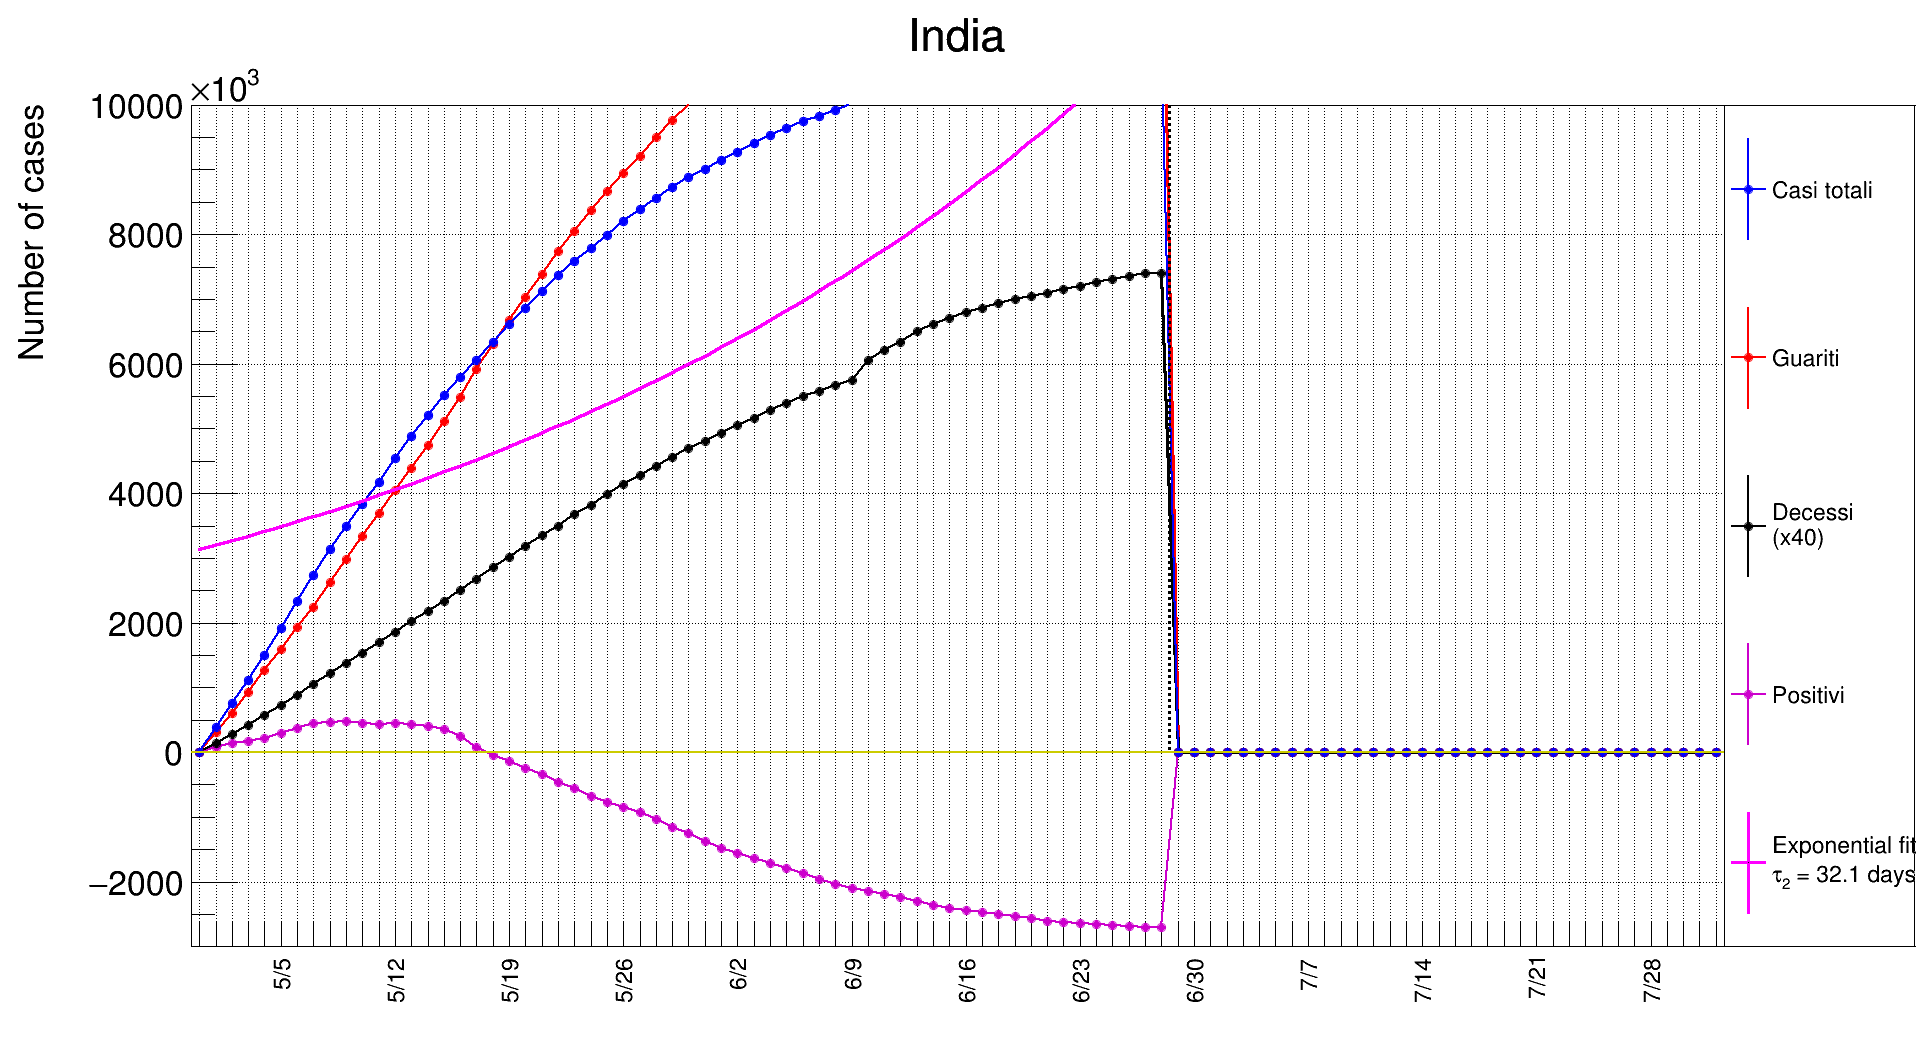 India
×10³
Number of cases
10000
8000
6000
4000
2000
0
−2000
5/5
5/12
5/19
5/26
6/2
6/9
6/16
6/23
6/30
7/7
7/14
7/21
7/28
Casi totali
Guariti
Decessi
(x40)
Positivi
Exponential fit
τ₂ = 32.1 days